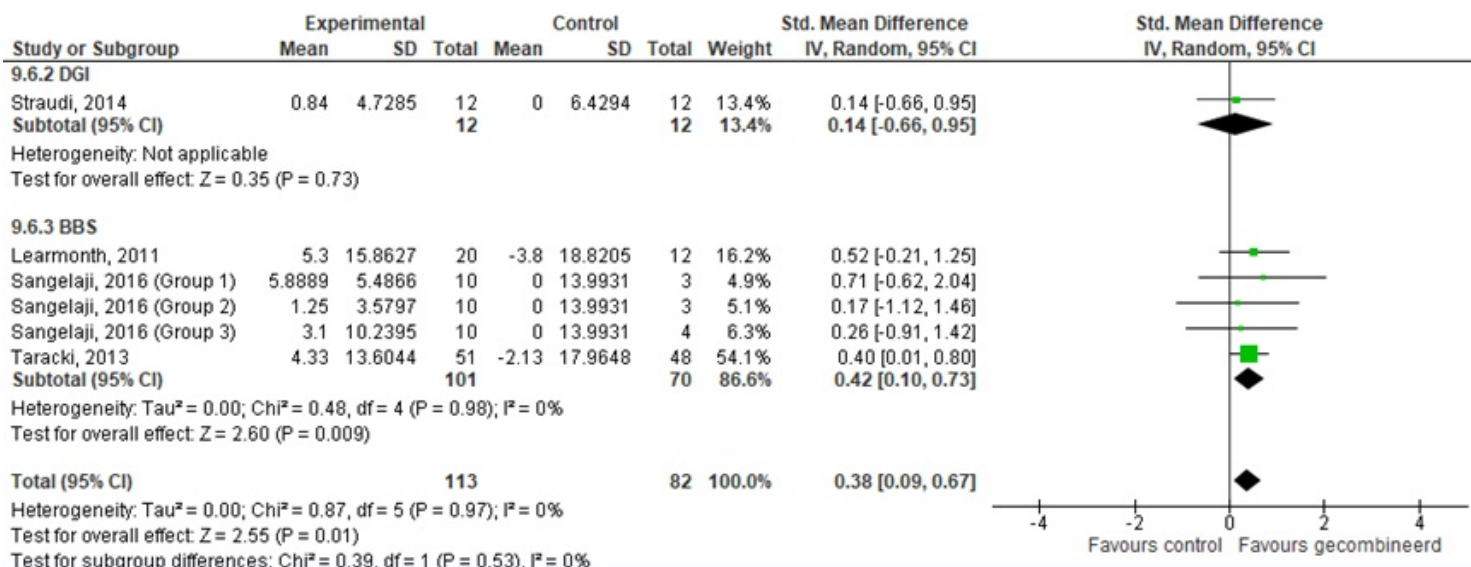 Experimental Control Std. Mean Difference Std. Mean Difference
Study or Subgroup Mean SD Total Mean SD Total Weight IV, Random, 95% CI IV, Random, 95% CI
9.6.2 DGI
Straudi, 2014 0.84 4.7285 12 0 6.4294 12 13.4% 0.14 [-0.66, 0.95]
Subtotal (95% CI) 12 12 13.4% 0.14 [-0.66, 0.95]
Heterogeneity: Not applicable
Test for overall effect: Z = 0.35 (P = 0.73)
9.6.3 BBS
Learmonth, 2011 5.3 15.8627 20 -3.8 18.8205 12 16.2% 0.52 [-0.21, 1.25]
Sangelaji, 2016 (Group 1) 5.8889 5.4866 10 0 13.9931 3 4.9% 0.71 [-0.62, 2.04]
Sangelaji, 2016 (Group 2) 1.25 3.5797 10 0 13.9931 3 5.1% 0.17 [-1.12, 1.46]
Sangelaji, 2016 (Group 3) 3.1 10.2395 10 0 13.9931 4 6.3% 0.26 [-0.91, 1.42]
Taracki, 2013 4.33 13.6044 51 -2.13 17.9648 48 54.1% 0.40 [0.01, 0.80]
Subtotal (95% CI) 101 70 86.6% 0.42 [0.10, 0.73]
Heterogeneity: Tau² = 0.00; Chi² = 0.48, df = 4 (P = 0.98); I² = 0%
Test for overall effect: Z = 2.60 (P = 0.009)
Total (95% CI) 113 82 100.0% 0.38 [0.09, 0.67]
Heterogeneity: Tau² = 0.00; Chi² = 0.87, df = 5 (P = 0.97); I² = 0%
Test for overall effect: Z = 2.55 (P = 0.01)
Test for subgroup differences: Chi² = 0.39, df = 1 (P = 0.53), I² = 0%
-4 -2 0 2 4
Favours control Favours gecombineerd